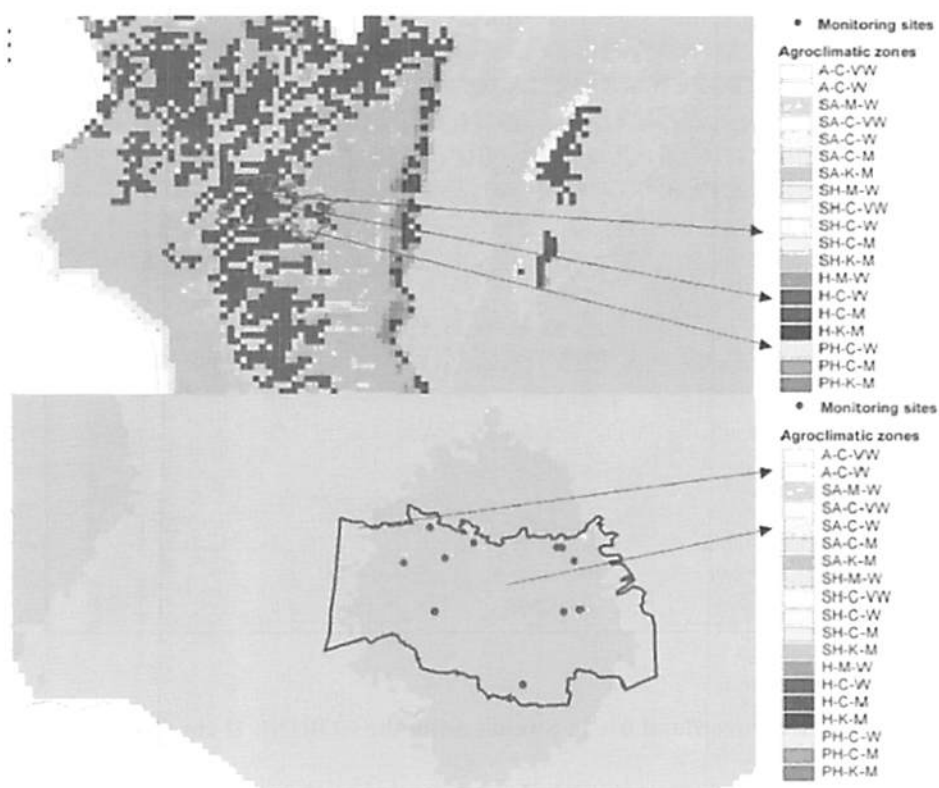 Monitoring sites
Agroclimatic zones
A-C-VW
A-C-W
SA-M-W
SA-C-VW
SA-C-W
SA-C-M
SA-K-M
SH-M-W
SH-C-VW
SH-C-W
SH-C-M
SH-K-M
H-M-W
H-C-W
H-C-M
H-K-M
PH-C-W
PH-C-M
PH-K-M
Monitoring sites
Agroclimatic zones
A-C-VW
A-C-W
SA-M-W
SA-C-VW
SA-C-W
SA-C-M
SA-K-M
SH-M-W
SH-C-VW
SH-C-W
SH-C-M
SH-K-M
H-M-W
H-C-W
H-C-M
H-K-M
PH-C-W
PH-C-M
PH-K-M